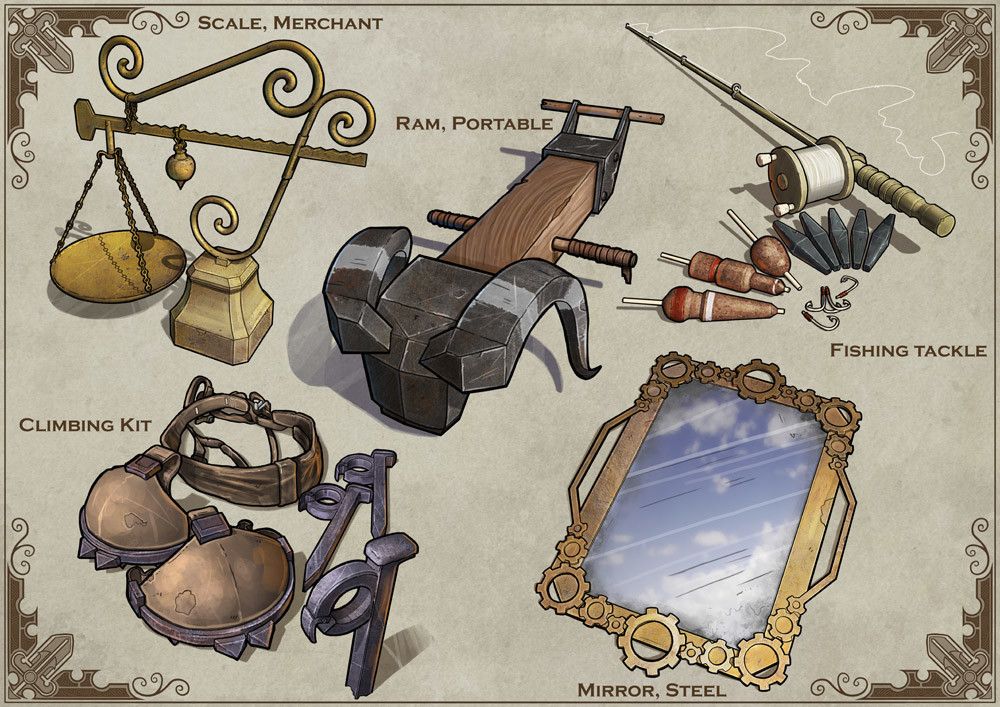 Scale, Merchant
Ram, Portable
Fishing tackle
Climbing Kit
Mirror, Steel